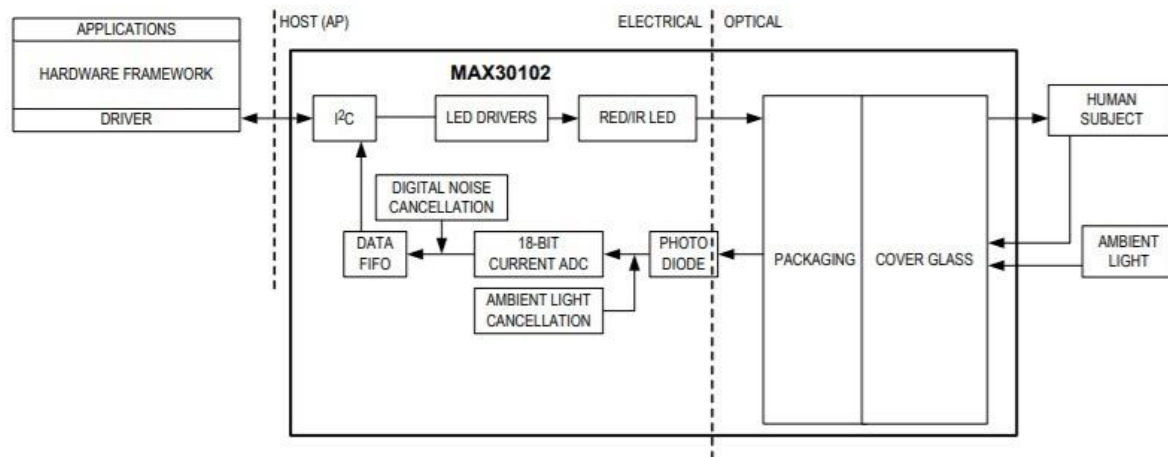 HOST (AP)
ELECTRICAL
OPTICAL
APPLICATIONS
HARDWARE FRAMEWORK
DRIVER
MAX30102
I²C
LED DRIVERS
RED/IR LED
HUMAN
SUBJECT
DIGITAL NOISE
CANCELLATION
DATA
FIFO
18-BIT
CURRENT ADC
PHOTO
DIODE
PACKAGING
COVER GLASS
AMBIENT
LIGHT
AMBIENT LIGHT
CANCELLATION